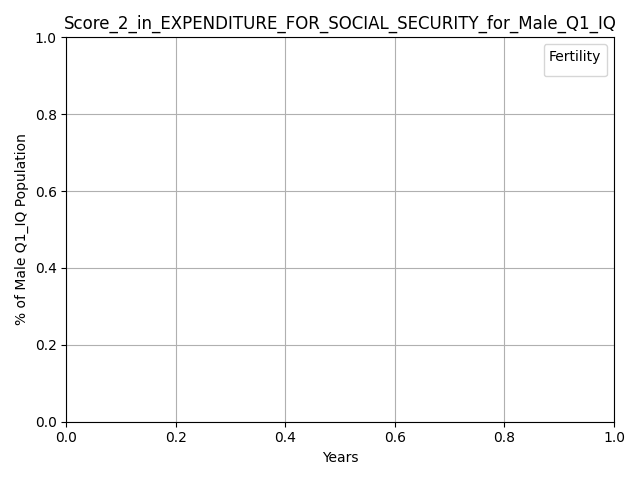 Score_2_in_EXPENDITURE_FOR_SOCIAL_SECURITY_for_Male_Q1_IQ
Fertility
% of Male Q1_IQ Population
1.0
0.8
0.6
0.4
0.2
0.0
0.0 0.2 0.4 0.6 0.8 1.0
Years